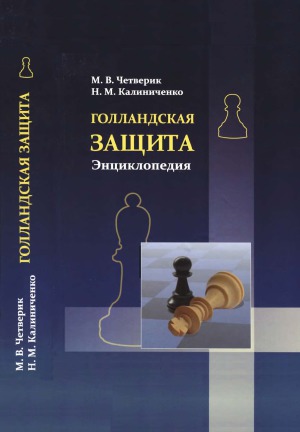 М. В. Четверик
Н. М. Калиниченко
ГОЛЛАНДСКАЯ
ЗАЩИТА
Энциклопедия
М. В. Четверик
Н. М. Калиниченко
ГОЛЛАНДСКАЯ ЗАЩИТА